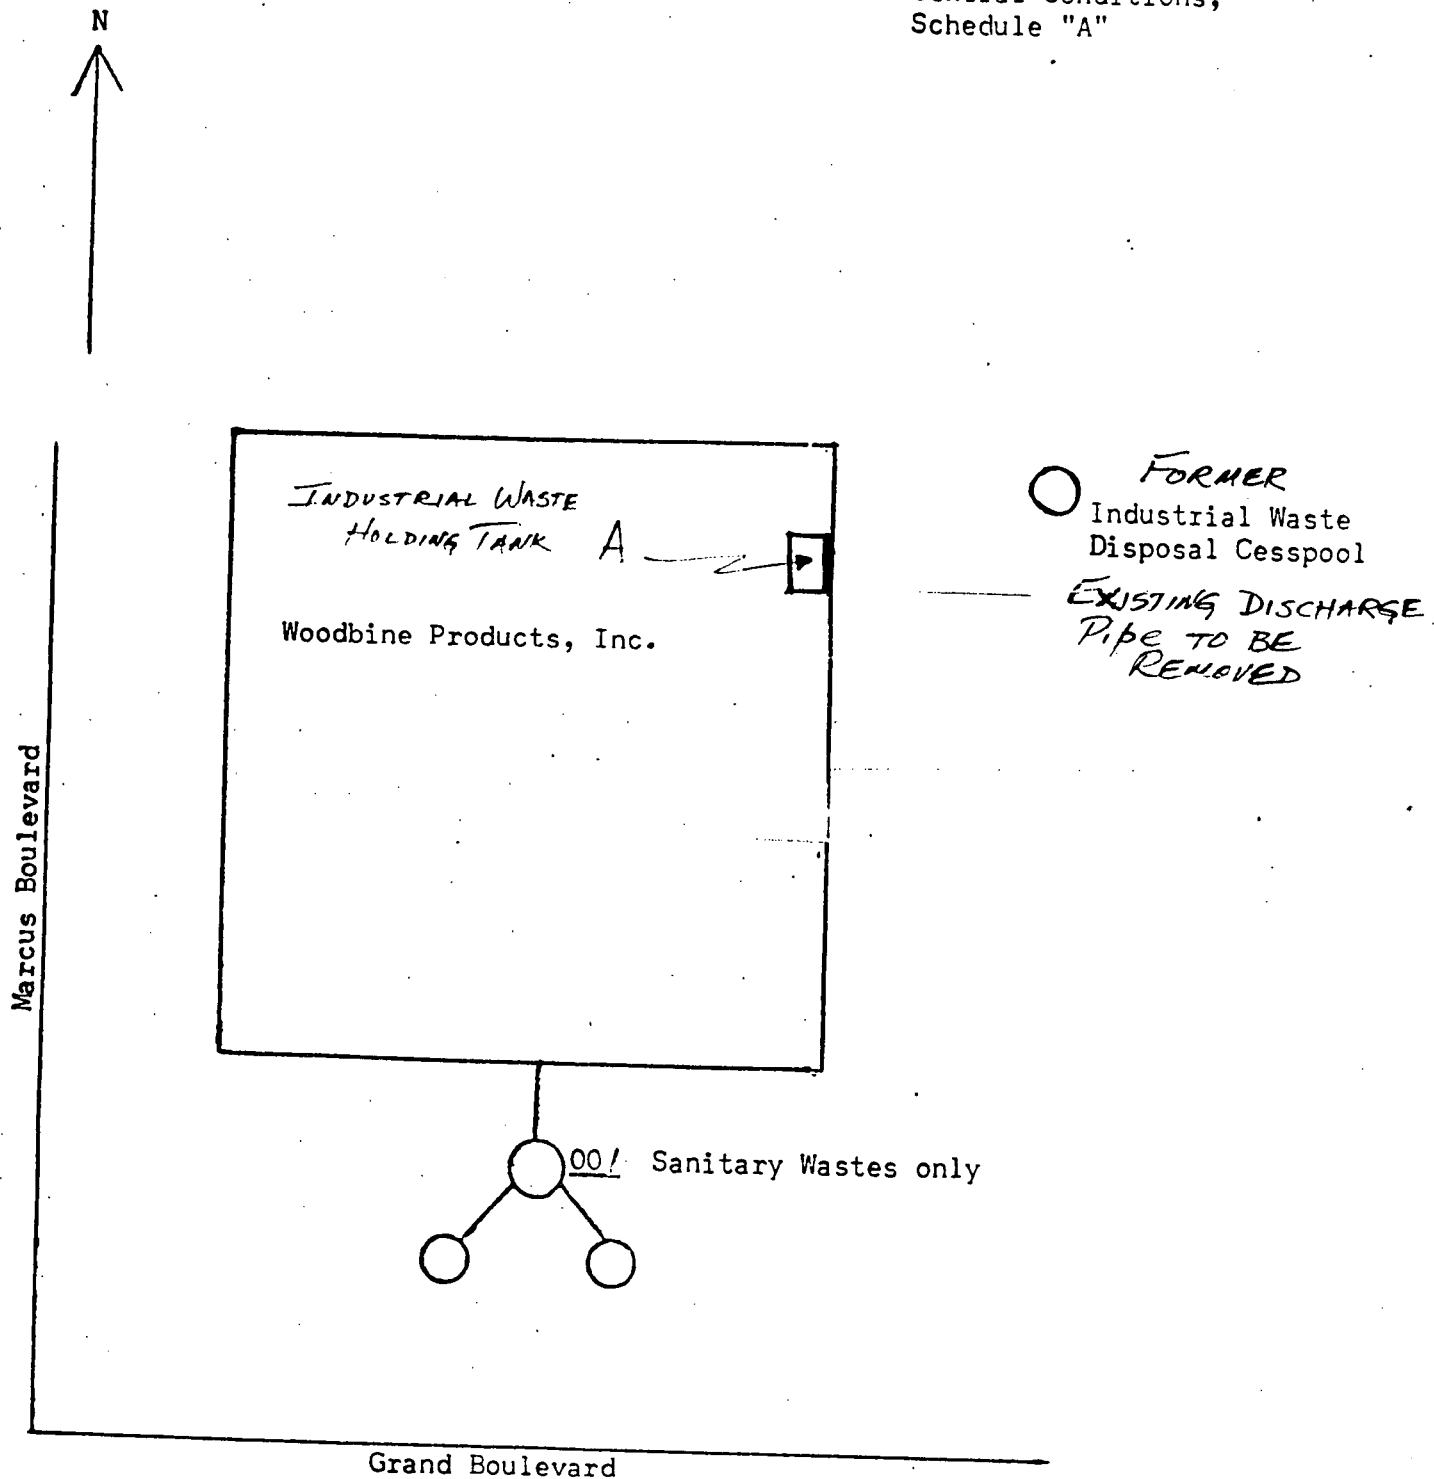 N
Schedule "A"
INDUSTRIAL WASTE
HOLDING TANK A
Woodbine Products, Inc.
FORMER
Industrial Waste
Disposal Cesspool
EXISTING DISCHARGE
PIPE TO BE
REMOVED
Marcus Boulevard
001 Sanitary Wastes only
Grand Boulevard